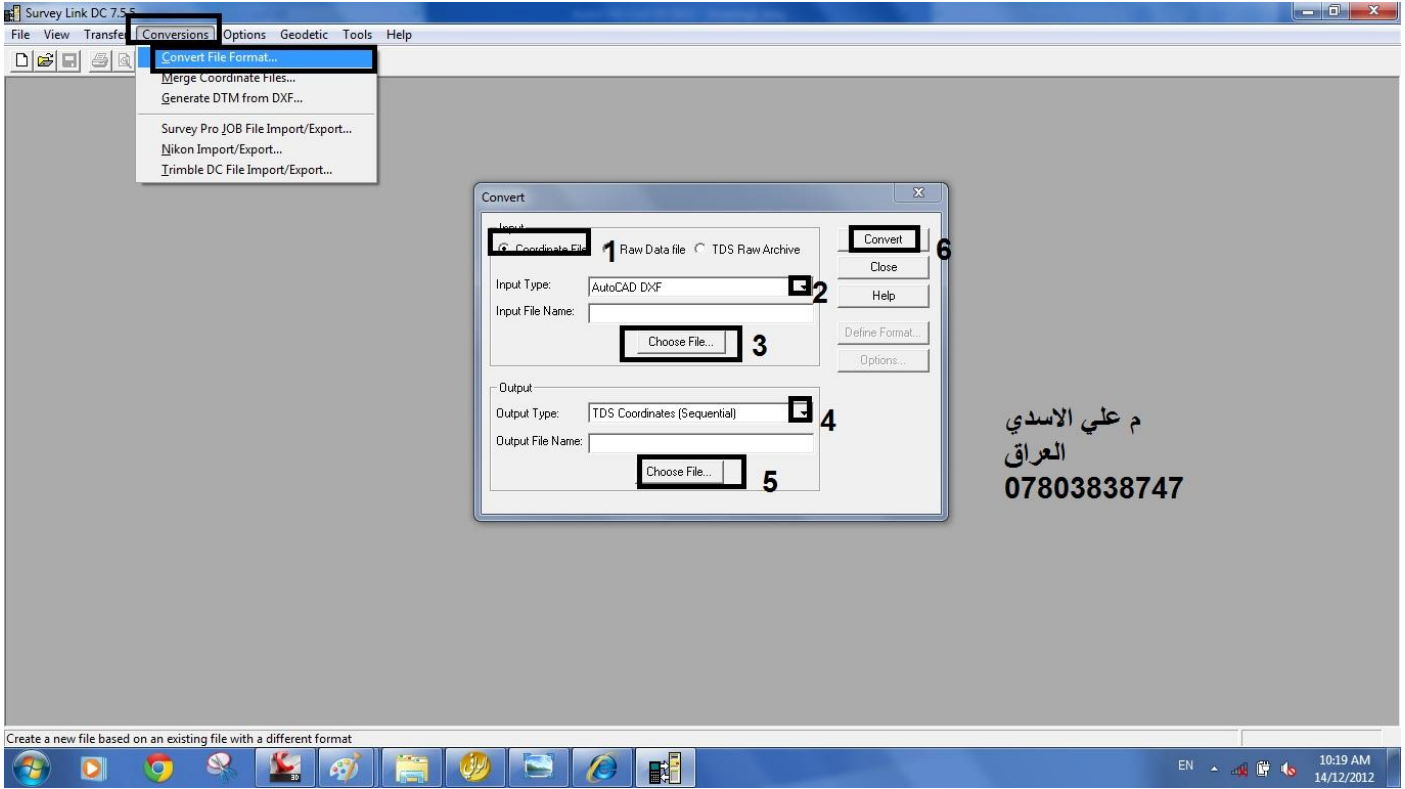 Survey Link DC 7.5.5
File View Transfer Conversions Options Geodetic Tools Help
Convert File Format...
Merge Coordinate Files...
Generate DTM from DXF...
Survey Pro JOB File Import/Export...
Nikon Import/Export...
Trimble DC File Import/Export...
Convert
Input
Coordinate File 1 Raw Data file TDS Raw Archive
Convert 6
Close
Input Type: AutoCAD DXF 2
Help
Input File Name:
Define Format...
Choose File... 3
Options...
Output
Output Type: TDS Coordinates (Sequential) 4
Output File Name:
Choose File... 5
م علي الاسدي
العراق
07803838747
Create a new file based on an existing file with a different format
EN
10:19 AM
14/12/2012